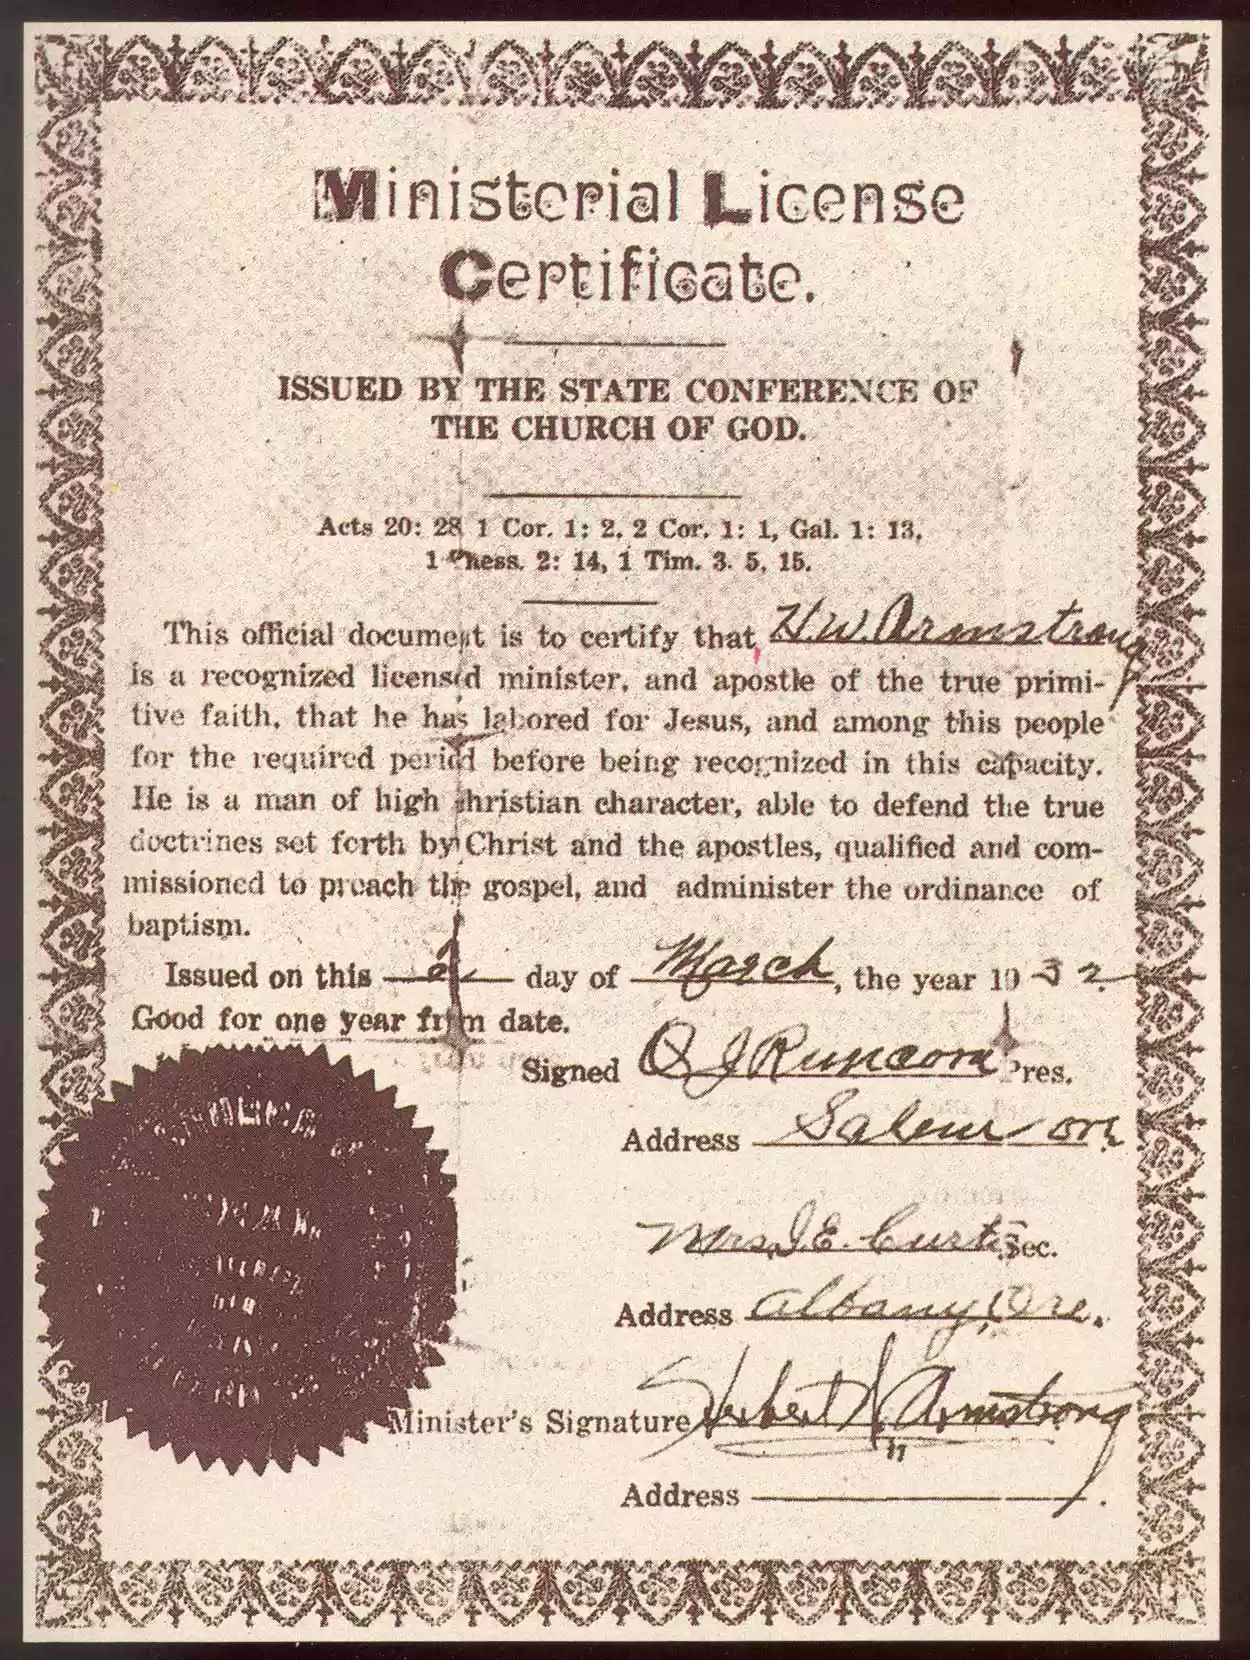 Ministerial License
Certificate.
ISSUED BY THE STATE CONFERENCE OF
THE CHURCH OF GOD.
Acts 20: 28 1 Cor. 1: 2, 2 Cor. 1: 1, Gal. 1: 13,
1 Thess. 2: 14, 1 Tim. 3. 5, 15.
This official document is to certify that H. W. Armstrong
is a recognized licensed minister, and apostle of the true primi-
tive faith, that he has labored for Jesus, and among this people
for the required period before being recognized in this capacity.
He is a man of high christian character, able to defend the true
doctrines set forth by Christ and the apostles, qualified and com-
missioned to preach the gospel, and administer the ordinance of
baptism.
Issued on this 2 day of March, the year 1932
Good for one year from date.
Signed O J Runcorn Pres.
Address Salem Ore.
Mrs. I. E. Curtis Sec.
Address Albany, Ore.
Minister's Signature Herbert W Armstrong
Address